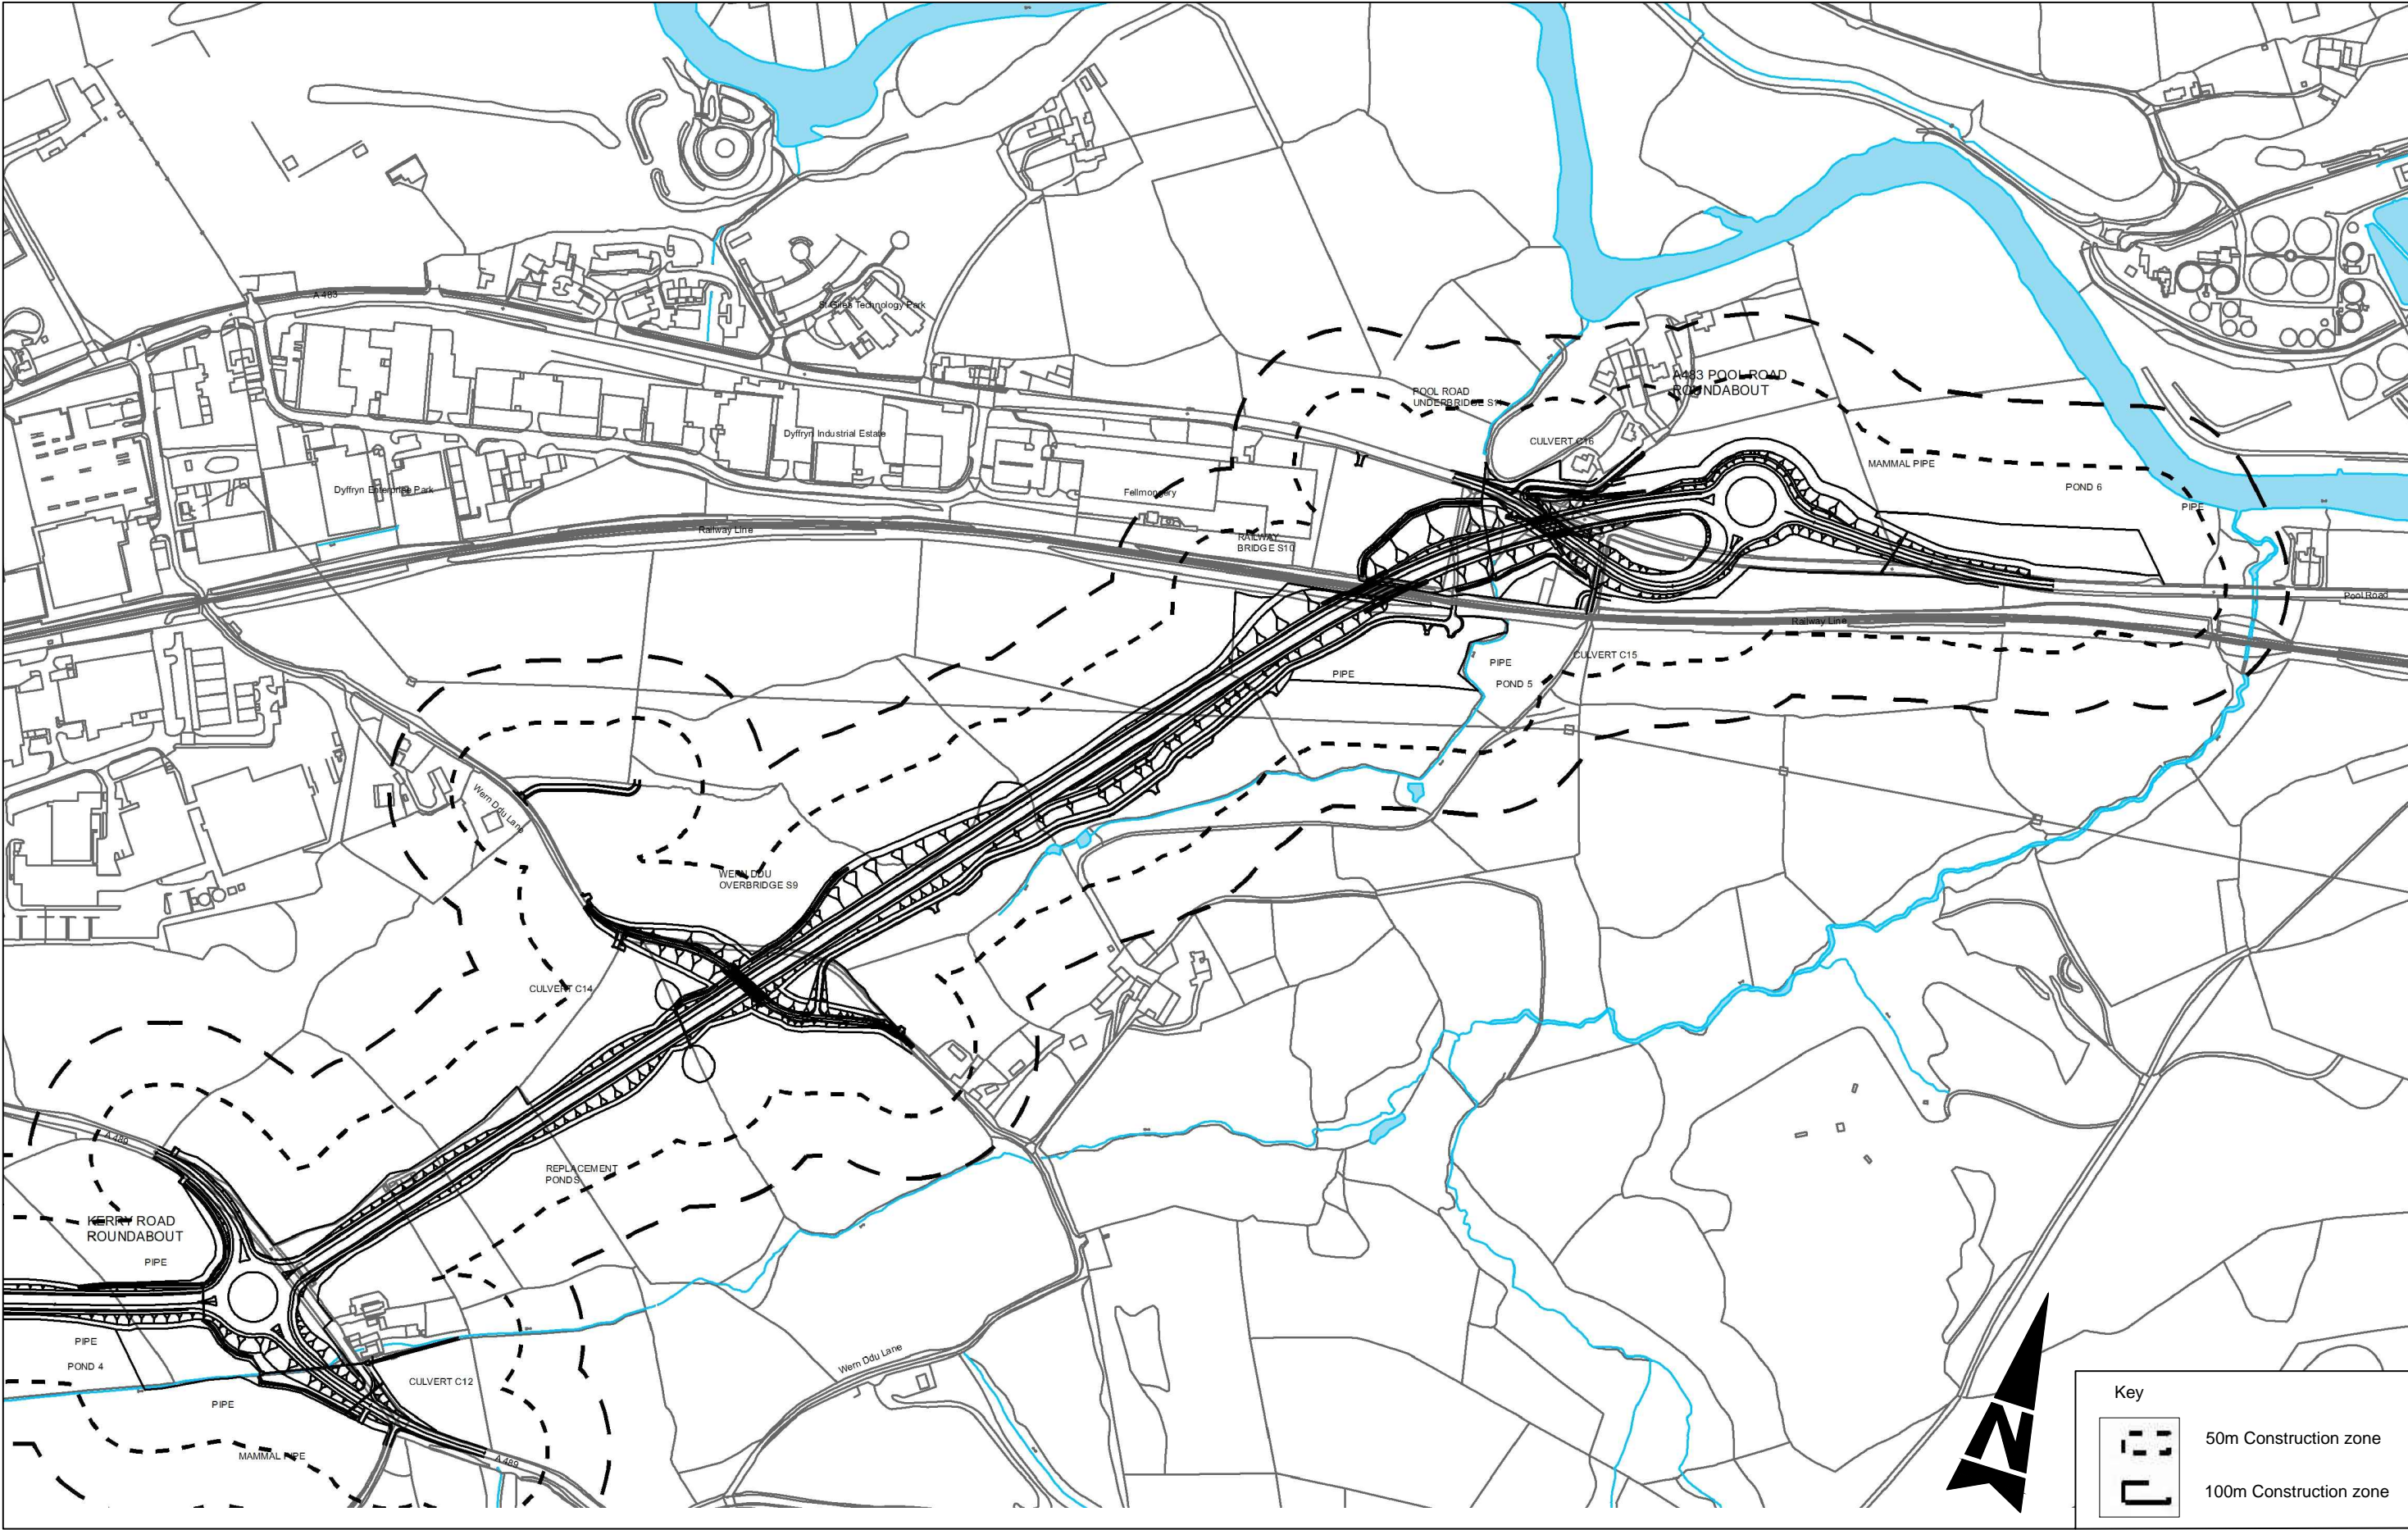 A 483
St Giles Technology Park
POOL ROAD
UNDERBRIDGE S11
A483 POOL ROAD
ROUNDABOUT
Dyffryn Industrial Estate
CULVERT C16
MAMMAL PIPE
Dyffryn Enterprise Park
Fellmongery
POND 6
PIPE
Railway Line
RAILWAY
BRIDGE S10
Pool Road
Railway Line
CULVERT C15
PIPE
PIPE
POND 5
Wern Ddu Lane
WERN DDU
OVERBRIDGE S9
CULVERT C14
A 489
REPLACEMENT
PONDS
KERRY ROAD
ROUNDABOUT
PIPE
PIPE
POND 4
Wern Ddu Lane
CULVERT C12
PIPE
MAMMAL PIPE
A 489
N
Key
50m Construction zone
100m Construction zone